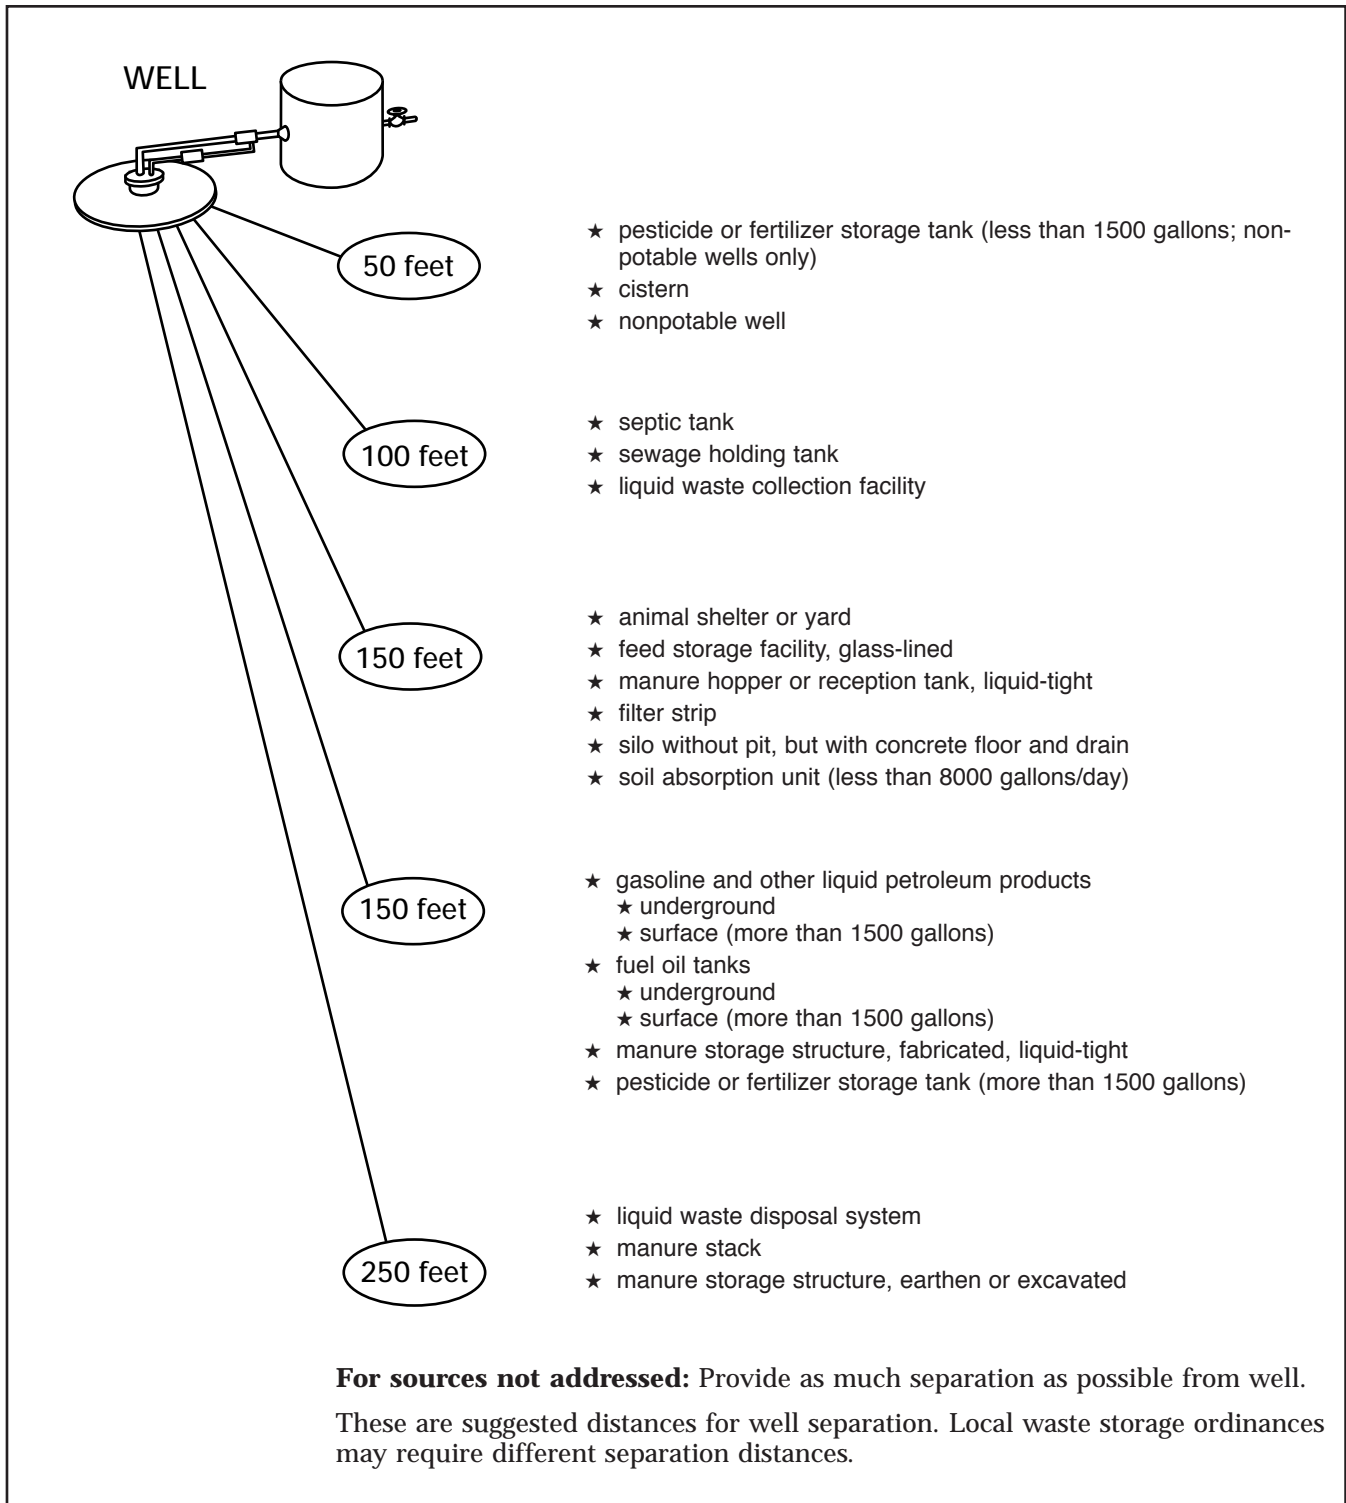 WELL
50 feet
★ pesticide or fertilizer storage tank (less than 1500 gallons; non-
potable wells only)
★ cistern
★ nonpotable well
100 feet
★ septic tank
★ sewage holding tank
★ liquid waste collection facility
150 feet
★ animal shelter or yard
★ feed storage facility, glass-lined
★ manure hopper or reception tank, liquid-tight
★ filter strip
★ silo without pit, but with concrete floor and drain
★ soil absorption unit (less than 8000 gallons/day)
150 feet
★ gasoline and other liquid petroleum products
★ underground
★ surface (more than 1500 gallons)
★ fuel oil tanks
★ underground
★ surface (more than 1500 gallons)
★ manure storage structure, fabricated, liquid-tight
★ pesticide or fertilizer storage tank (more than 1500 gallons)
250 feet
★ liquid waste disposal system
★ manure stack
★ manure storage structure, earthen or excavated
For sources not addressed: Provide as much separation as possible from well.
These are suggested distances for well separation. Local waste storage ordinances
may require different separation distances.